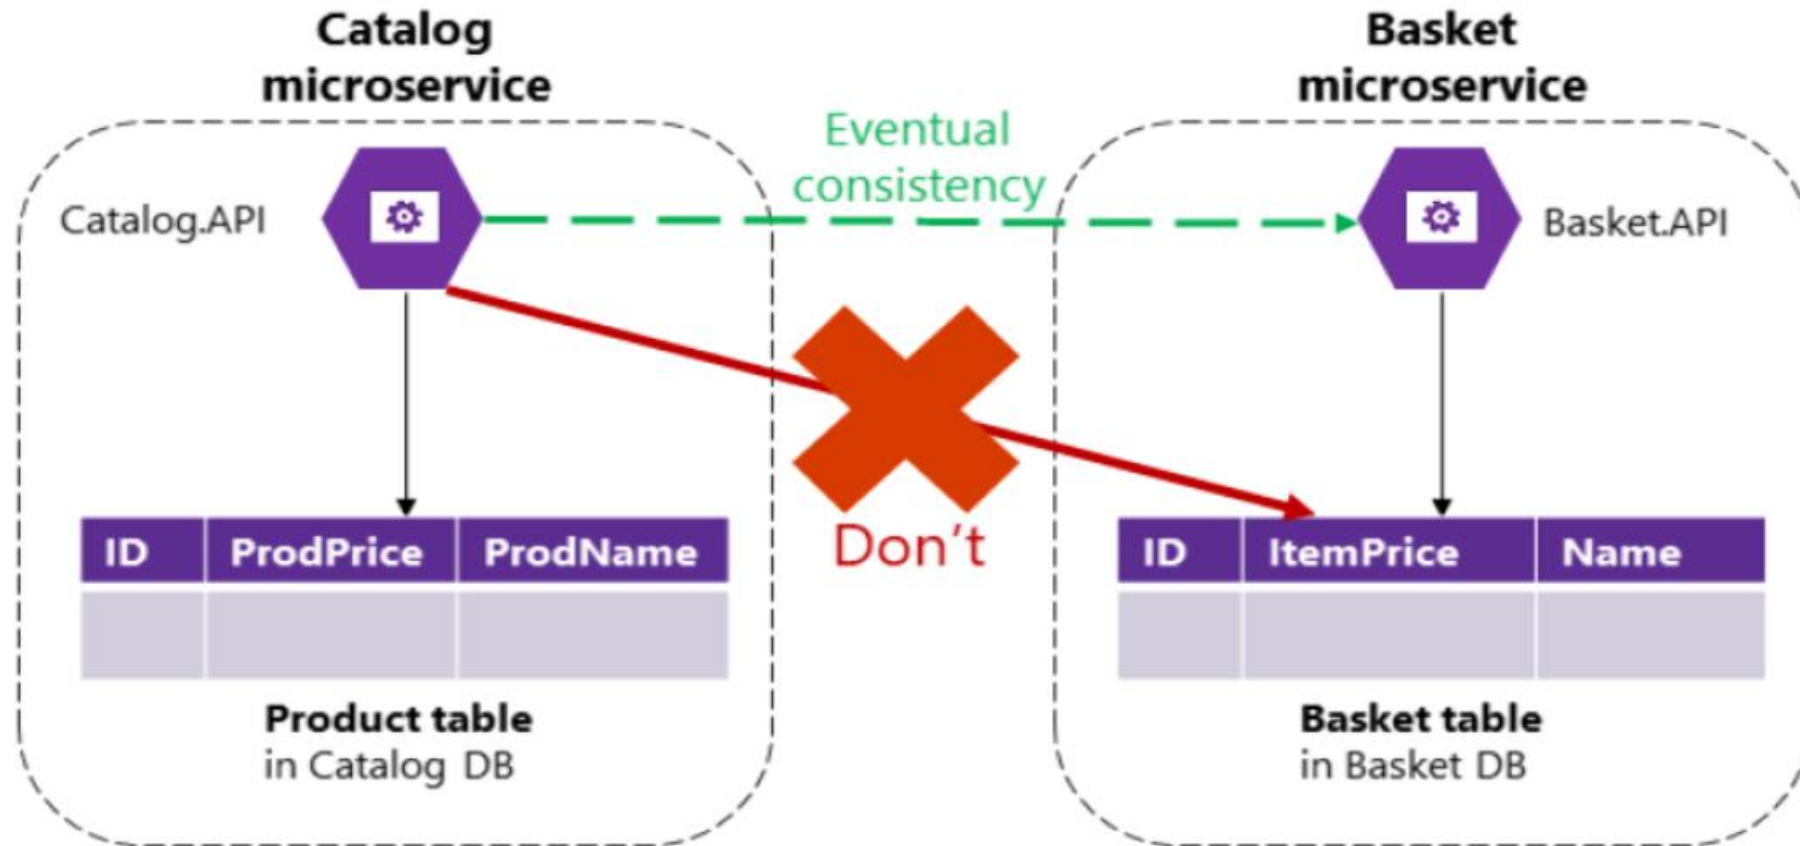 Catalog
microservice
Basket
microservice
Eventual
consistency
Catalog.API
Basket.API
Don't
ID ProdPrice ProdName
ID ItemPrice Name
Product table
in Catalog DB
Basket table
in Basket DB